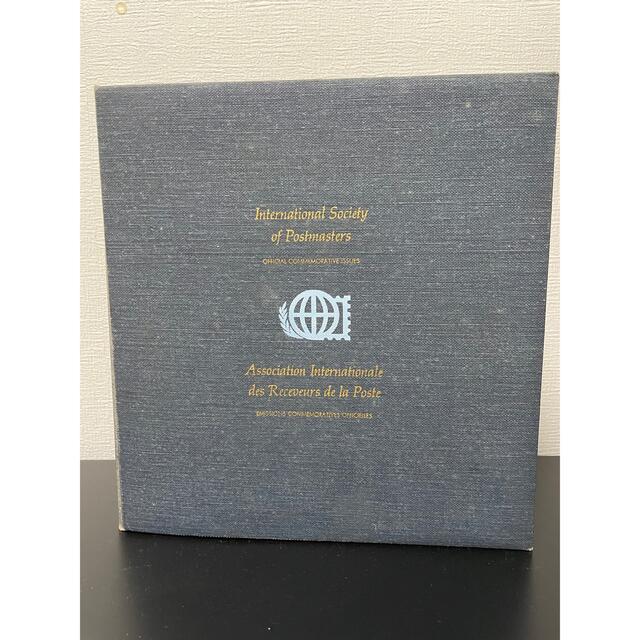 International Society
of Postmasters
OFFICIAL COMMEMORATIVE ISSUES
Association Internationale
des Receveurs de la Poste
EMISSIONS COMMEMORATIVES OFFICIELLES